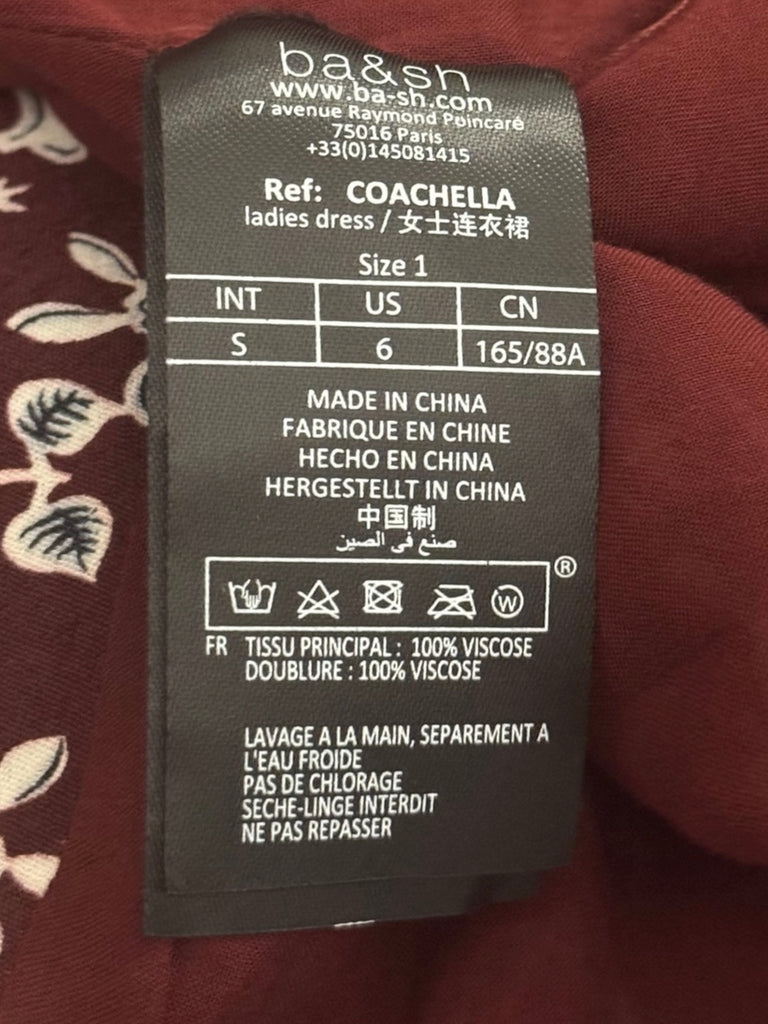 ba&sh
www.ba-sh.com
67 avenue Raymond Poincaré
75016 Paris
+33(0)145081415
Ref: COACHELLA
ladies dress / 女士连衣裙
Size 1
INT US CN
S 6 165/88A
MADE IN CHINA
FABRIQUE EN CHINE
HECHO EN CHINA
HERGESTELLT IN CHINA
中国制
صنع في الصين
®
W
FR TISSU PRINCIPAL : 100% VISCOSE
DOUBLURE : 100% VISCOSE
LAVAGE A LA MAIN, SEPAREMENT A
L'EAU FROIDE
PAS DE CHLORAGE
SECHE-LINGE INTERDIT
NE PAS REPASSER